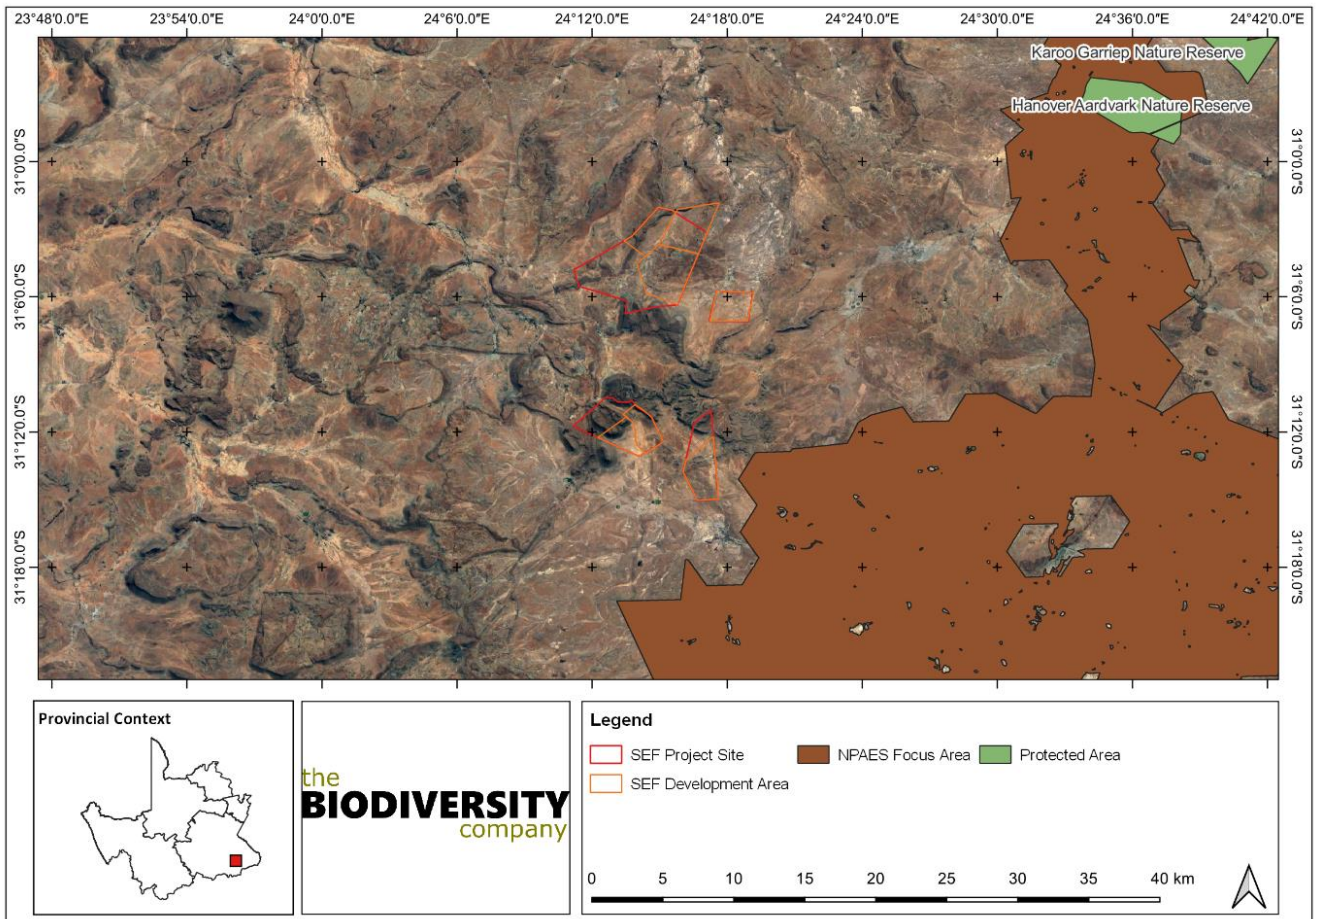 23°48'0.0"E 23°54'0.0"E 24°00'0.0"E 24°60'0.0"E 24°12'0.0"E 24°18'0.0"E 24°24'0.0"E 24°30'0.0"E 24°36'0.0"E 24°42'0.0"E
Karoo Garriep Nature Reserve
Hanover Aardvark Nature Reserve
31°0'0.0"S 31°0'0.0"S
31°6'0.0"S 31°6'0.0"S
31°12'0.0"S 31°12'0.0"S
31°18'0.0"S 31°18'0.0"S
Provincial Context
the
BIODIVERSITY
company
Legend
SEF Project Site NPAES Focus Area Protected Area
SEF Development Area
0 5 10 15 20 25 30 35 40 km